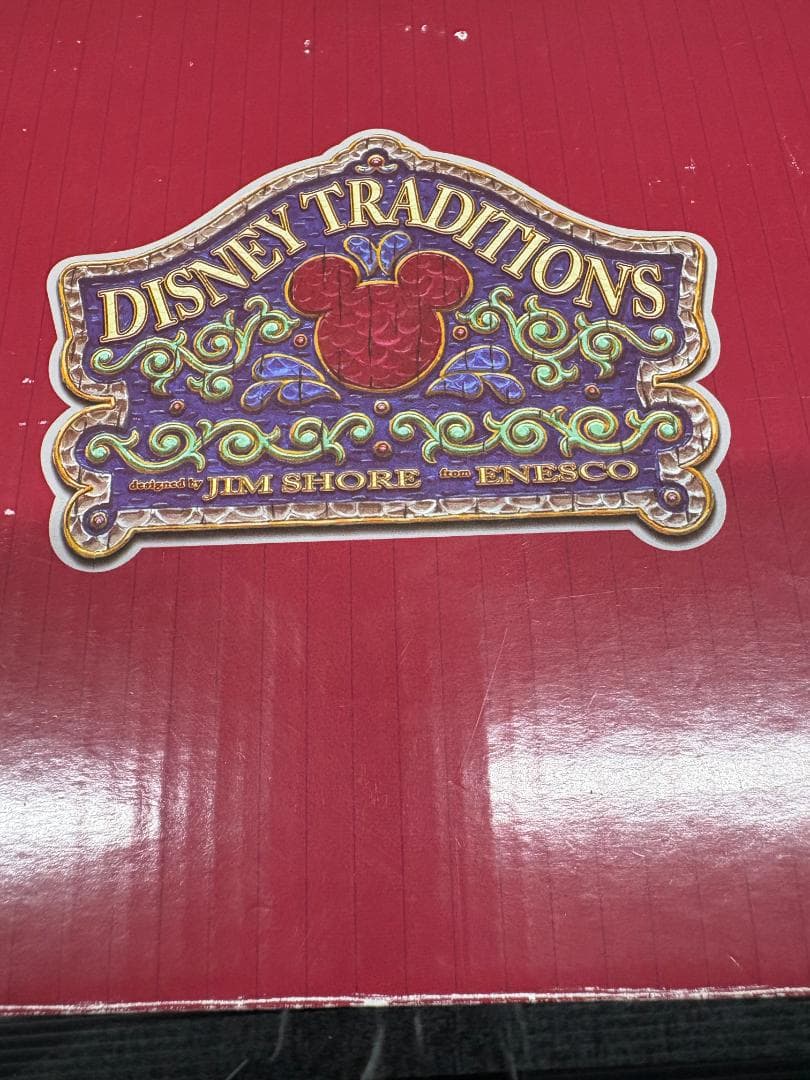 DISNEY TRADITIONS
designed by JIM SHORE from ENESCO